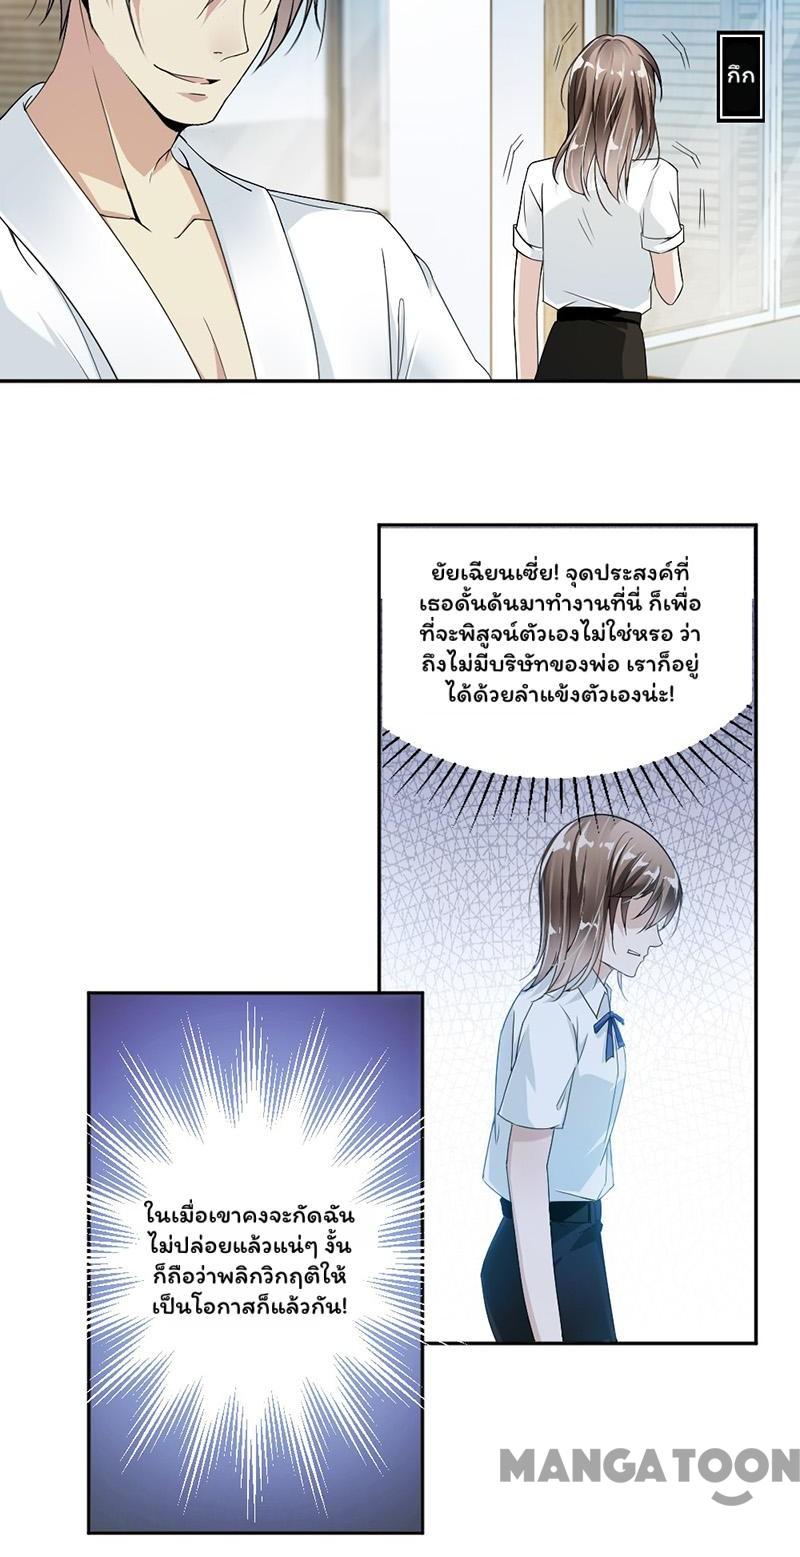 กึก
ยัยเฉียนเซี่ย! จุดประสงค์ที่
เธอดั้นด้นมาทำงานที่นี่ ก็เพื่อ
ที่จะพิสูจน์ตัวเองไม่ใช่หรอ ว่า
ถึงไม่มีบริษัทของพ่อ เราก็อยู่
ได้ด้วยลำแข้งตัวเองน่ะ!
ในเมื่อเขาคงจะกัดฉัน
ไม่ปล่อยแล้วแน่ๆ งั้น
ก็ถือว่าพลิกวิกฤติให้
เป็นโอกาสก็แล้วกัน!
MANGATOON